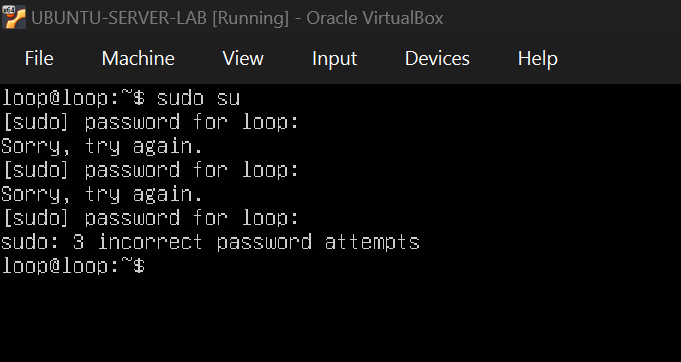 x64
UBUNTU-SERVER-LAB [Running] - Oracle VirtualBox
File Machine View Input Devices Help
loop@loop:~$ sudo su
[sudo] password for loop:
Sorry, try again.
[sudo] password for loop:
Sorry, try again.
[sudo] password for loop:
sudo: 3 incorrect password attempts
loop@loop:~$